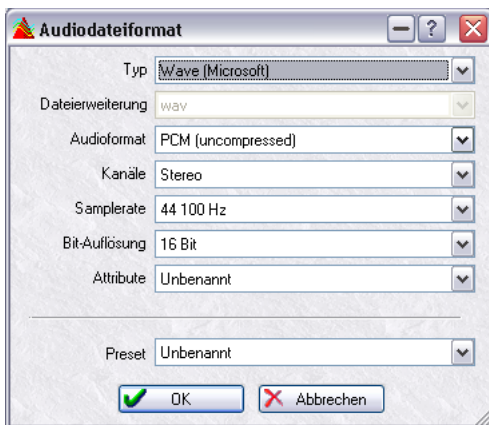 Audiodateiformat
Typ Wave (Microsoft)
Dateierweiterung wav
Audioformat PCM (uncompressed)
Kanäle Stereo
Samplerate 44 100 Hz
Bit-Auflösung 16 Bit
Attribute Unbenannt
Preset Unbenannt
OK Abbrechen